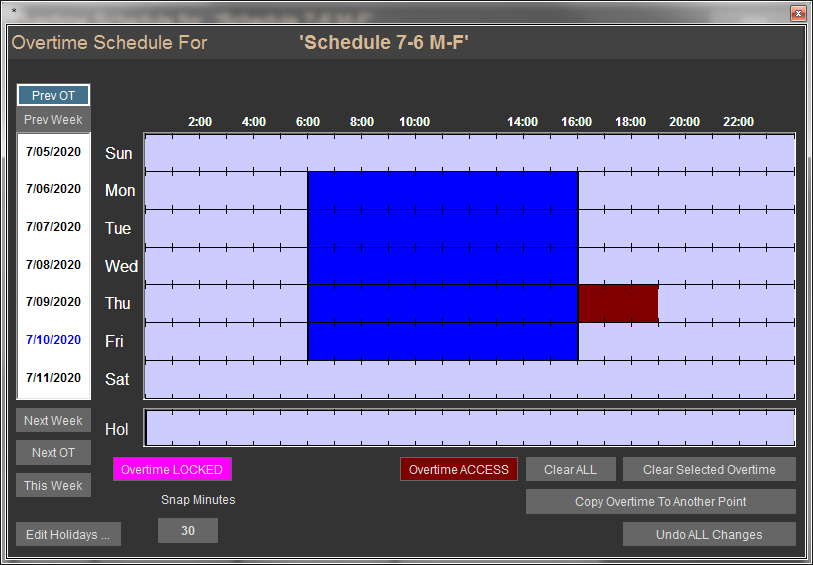 *
Overtime Schedule For 'Schedule 7-6 M-F'
Prev OT
Prev Week
2:00 4:00 6:00 8:00 10:00 14:00 16:00 18:00 20:00 22:00
7/05/2020 Sun
7/06/2020 Mon
7/07/2020 Tue
7/08/2020 Wed
7/09/2020 Thu
7/10/2020 Fri
7/11/2020 Sat
Next Week Hol
Next OT
Overtime LOCKED Overtime ACCESS Clear ALL Clear Selected Overtime
This Week
Snap Minutes Copy Overtime To Another Point
Edit Holidays ... 30 Undo ALL Changes